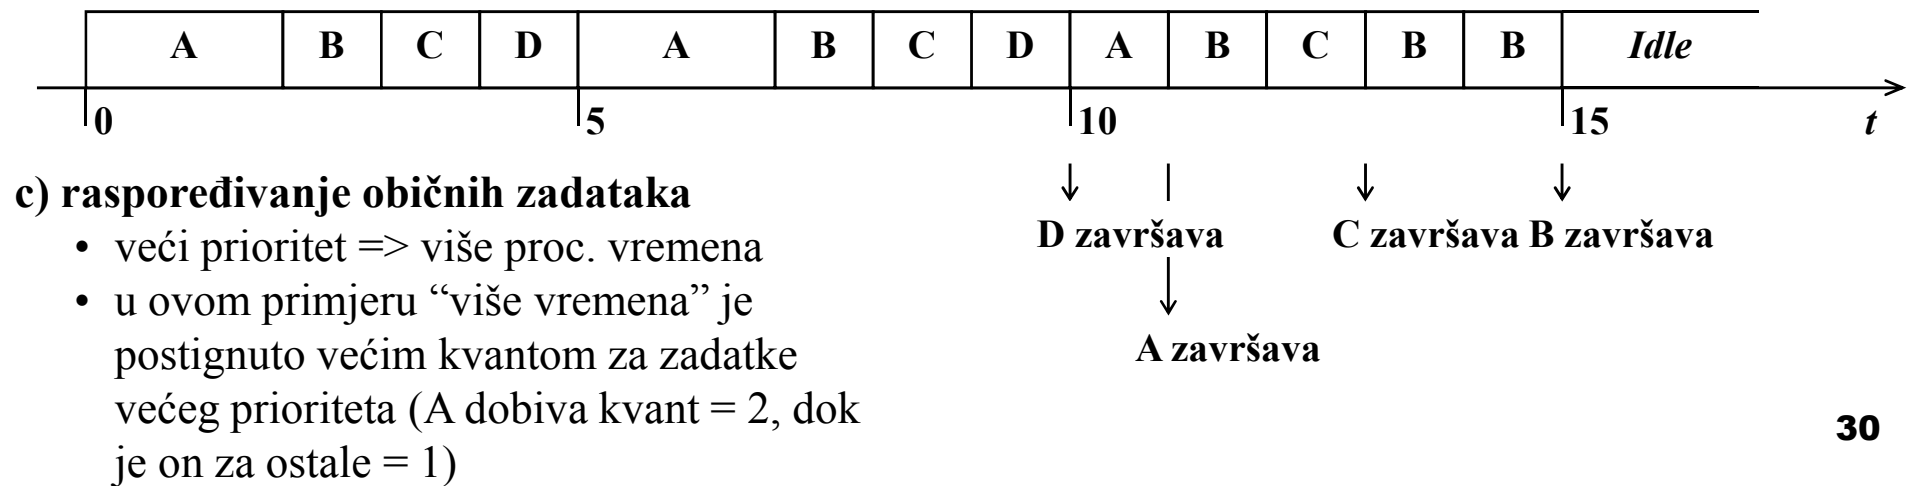 A B C D A B C D A B C B B Idle
0 5 10 15 t
c) raspoređivanje običnih zadataka
• veći prioritet => više proc. vremena
• u ovom primjeru “više vremena” je
postignuto većim kvantom za zadatke
većeg prioriteta (A dobiva kvant = 2, dok
je on za ostale = 1)
D završava C završava B završava
A završava
30